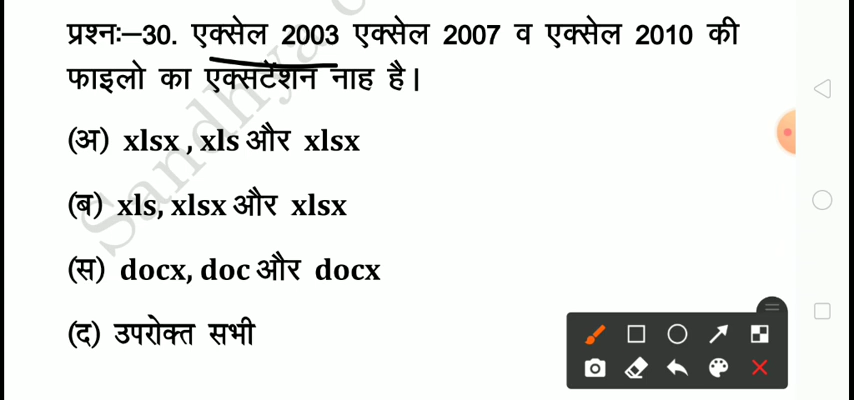 प्रश्नः–30. एक्सेल 2003 एक्सेल 2007 व एक्सेल 2010 की
फाइलो का एक्सटेंशन नाह है।
(अ) xlsx , xls और xlsx
(ब) xls, xlsx और xlsx
(स) docx, doc और docx
(द) उपरोक्त सभी
Sandhya